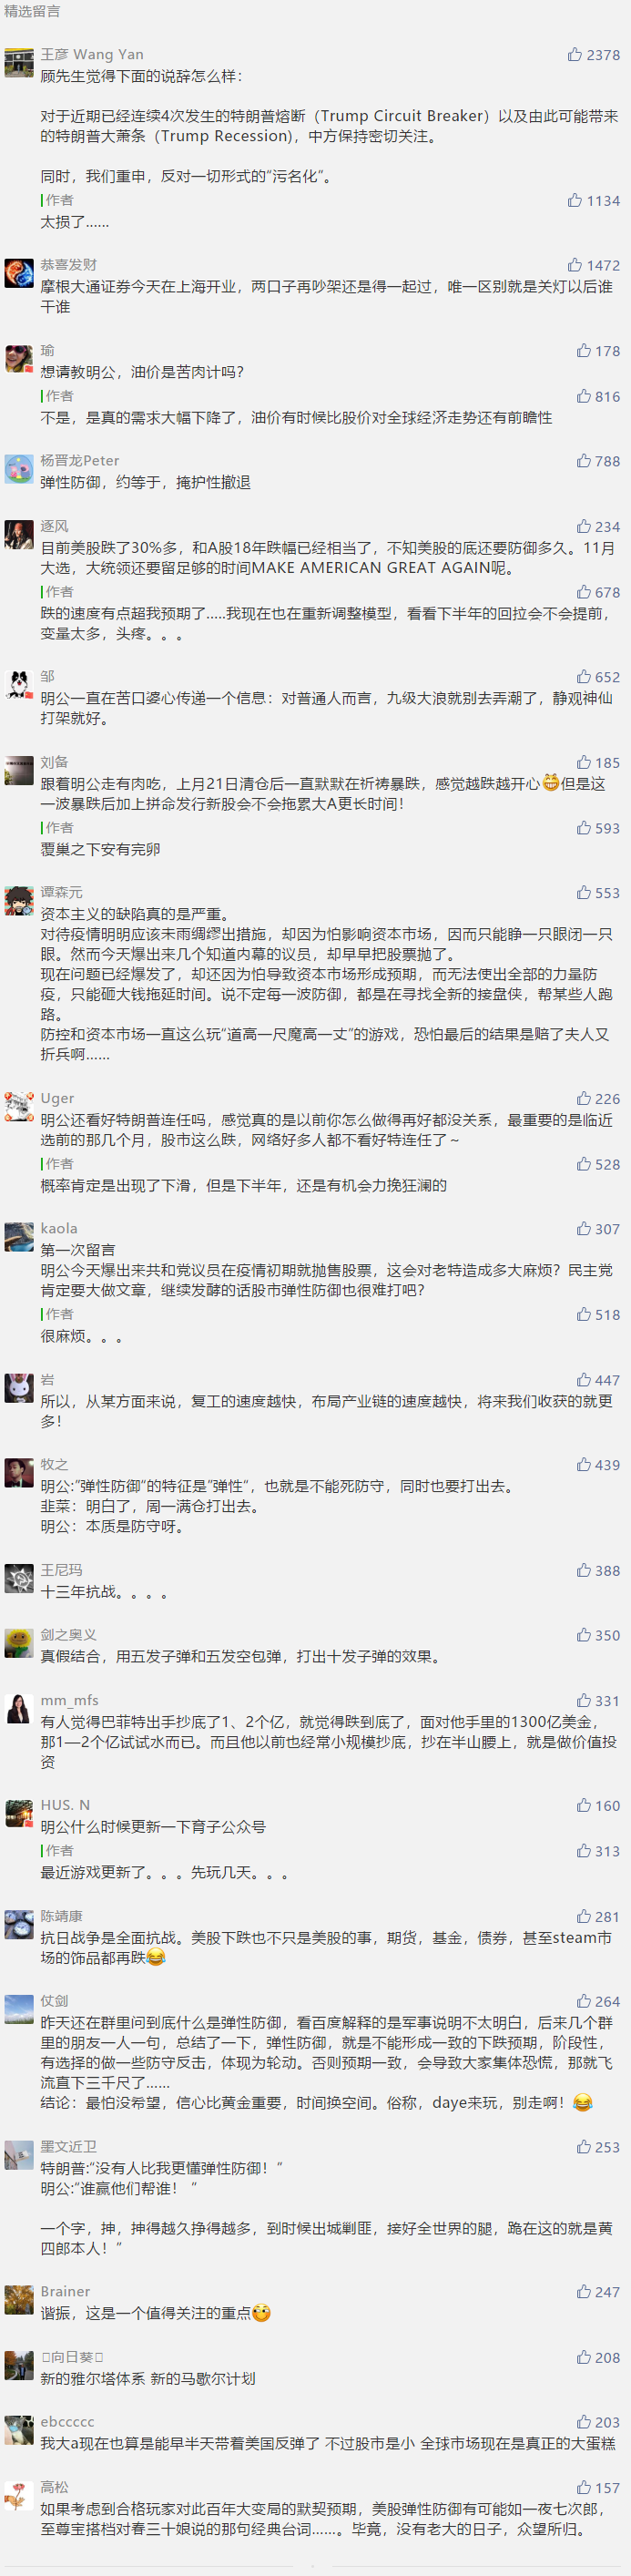 精选留言
王彦 Wang Yan 2378
顾先生觉得下面的说辞怎么样：
对于近期已经连续4次发生的特朗普熔断（Trump Circuit Breaker）以及由此可能带来
的特朗普大萧条（Trump Recession)，中方保持密切关注。
同时，我们重申，反对一切形式的“污名化”。
作者 1134
太损了......
恭喜发财 1472
摩根大通证券今天在上海开业，两口子再吵架还是得一起过，唯一区别就是关灯以后谁
干谁
瑜 178
想请教明公，油价是苦肉计吗？
作者 816
不是，是真的需求大幅下降了，油价有时候比股价对全球经济走势还有前瞻性
杨晋龙Peter 788
弹性防御，约等于，掩护性撤退
逐风 234
目前美股跌了30%多，和A股18年跌幅已经相当了，不知美股的底还要防御多久。11月
大选，大统领还要留足够的时间MAKE AMERICAN GREAT AGAIN呢。
作者 678
跌的速度有点超我预期了.....我现在也在重新调整模型，看看下半年的回拉会不会提前，
变量太多，头疼。。。
邹 652
明公一直在苦口婆心传递一个信息：对普通人而言，九级大浪就别去弄潮了，静观神仙
打架就好。
刘备 185
跟着明公走有肉吃，上月21日清仓后一直默默在祈祷暴跌，感觉越跌越开心😁但是这
一波暴跌后加上拼命发行新股会不会拖累大A更长时间！
作者 593
覆巢之下安有完卵
谭森元 553
资本主义的缺陷真的是严重。
对待疫情明明应该未雨绸缪出措施，却因为怕影响资本市场，因而只能睁一只眼闭一只
眼。然而今天爆出来几个知道内幕的议员，却早早把股票抛了。
现在问题已经爆发了，却还因为怕导致资本市场形成预期，而无法使出全部的力量防
疫，只能砸大钱拖延时间。说不定每一波防御，都是在寻找全新的接盘侠，帮某些人跑
路。
防控和资本市场一直这么玩“道高一尺魔高一丈”的游戏，恐怕最后的结果是赔了夫人又
折兵啊......
Uger 226
明公还看好特朗普连任吗，感觉真的是以前你怎么做得再好都没关系，最重要的是临近
选前的那几个月，股市这么跌，网络好多人都不看好特连任了～
作者 528
概率肯定是出现了下滑，但是下半年，还是有机会力挽狂澜的
kaola 307
第一次留言
明公今天爆出来共和党议员在疫情初期就抛售股票，这会对老特造成多大麻烦？民主党
肯定要大做文章，继续发酵的话股市弹性防御也很难打吧？
作者 518
很麻烦。。。
岩 447
所以，从某方面来说，复工的速度越快，布局产业链的速度越快，将来我们收获的就更
多！
牧之 439
明公:“弹性防御”的特征是“弹性”，也就是不能死防守，同时也要打出去。
韭菜：明白了，周一满仓打出去。
明公：本质是防守呀。
王尼玛 388
十三年抗战。。。。
剑之奥义 350
真假结合，用五发子弹和五发空包弹，打出十发子弹的效果。
mm_mfs 331
有人觉得巴菲特出手抄底了1、2个亿，就觉得跌到底了，面对他手里的1300亿美金，
那1—2个亿试试水而已。而且他以前也经常小规模抄底，抄在半山腰上，就是做价值投
资
HUS. N 160
明公什么时候更新一下育子公众号
作者 313
最近游戏更新了。。。先玩几天。。。
陈靖康 281
抗日战争是全面抗战。美股下跌也不只是美股的事，期货，基金，债券，甚至steam市
场的饰品都再跌😂
仗剑 264
昨天还在群里问到底什么是弹性防御，看百度解释的是军事说明不太明白，后来几个群
里的朋友一人一句，总结了一下，弹性防御，就是不能形成一致的下跌预期，阶段性，
有选择的做一些防守反击，体现为轮动。否则预期一致，会导致大家集体恐慌，那就飞
流直下三千尺了......
结论：最怕没希望，信心比黄金重要，时间换空间。俗称，daye来玩，别走啊！😂
墨文近卫 253
特朗普:“没有人比我更懂弹性防御！”
明公:“谁赢他们帮谁！ ”
一个字，抻，抻得越久挣得越多，到时候出城剿匪，接好全世界的腿，跪在这的就是黄
四郎本人！”
Brainer 247
谐振，这是一个值得关注的重点
向日葵 208
新的雅尔塔体系 新的马歇尔计划
ebccccc 203
我大a现在也算是能早半天带着美国反弹了 不过股市是小 全球市场现在是真正的大蛋糕
高松 157
如果考虑到合格玩家对此百年大变局的默契预期，美股弹性防御有可能如一夜七次郎，
至尊宝搭档对春三十娘说的那句经典台词......。毕竟，没有老大的日子，众望所归。